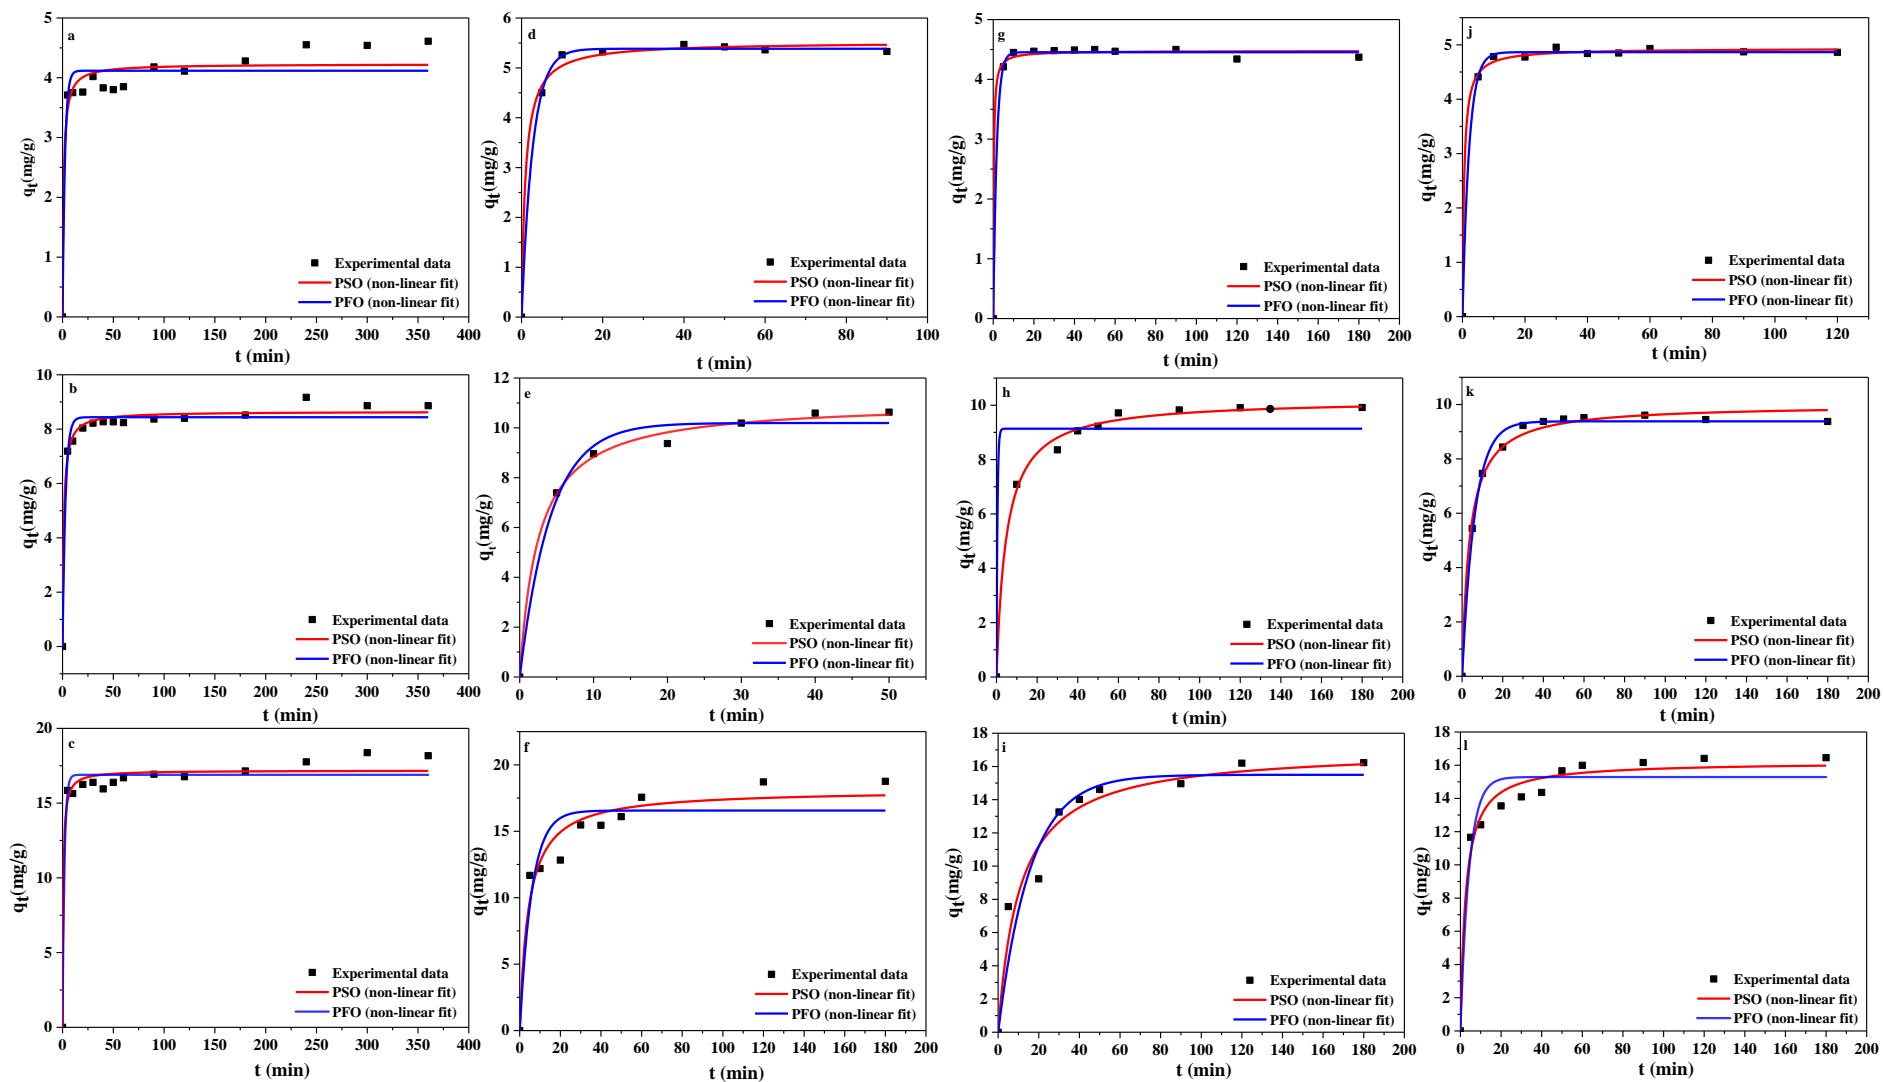 a
5
4
3
2
1
0
qt(mg/g)
Experimental data
PSO (non-linear fit)
PFO (non-linear fit)
0 50 100 150 200 250 300 350 400
t (min)
d
6
5
4
3
2
1
0
qt(mg/g)
Experimental data
PSO (non-linear fit)
PFO (non-linear fit)
0 20 40 60 80 100
t (min)
g
5
4
3
2
1
0
qt(mg/g)
Experimental data
PSO (non-linear fit)
PFO (non-linear fit)
0 20 40 60 80 100 120 140 160 180 200
t (min)
j
5
4
3
2
1
0
qt(mg/g)
Experimental data
PSO (non-linear fit)
PFO (non-linear fit)
0 20 40 60 80 100 120
t (min)
b
10
8
6
4
2
0
qt(mg/g)
Experimental data
PSO (non-linear fit)
PFO (non-linear fit)
0 50 100 150 200 250 300 350 400
t (min)
e
12
10
8
6
4
2
0
qt(mg/g)
Experimental data
PSO (non-linear fit)
PFO (non-linear fit)
0 10 20 30 40 50
t (min)
h
10
8
6
4
2
0
qt(mg/g)
Experimental data
PSO (non-linear fit)
PFO (non-linear fit)
0 20 40 60 80 100 120 140 160 180 200
t (min)
k
10
8
6
4
2
0
qt(mg/g)
Experimental data
PSO (non-linear fit)
PFO (non-linear fit)
0 20 40 60 80 100 120 140 160 180 200
t (min)
c
20
15
10
5
0
qt(mg/g)
Experimental data
PSO (non-linear fit)
PFO (non-linear fit)
0 50 100 150 200 250 300 350 400
t (min)
f
20
15
10
5
0
qt(mg/g)
Experimental data
PSO (non-linear fit)
PFO (non-linear fit)
0 20 40 60 80 100 120 140 160 180 200
t (min)
i
18
16
14
12
10
8
6
4
2
0
qt(mg/g)
Experimental data
PSO (non-linear fit)
PFO (non-linear fit)
0 20 40 60 80 100 120 140 160 180 200
t (min)
l
18
16
14
12
10
8
6
4
2
0
qt(mg/g)
Experimental data
PSO (non-linear fit)
PFO (non-linear fit)
0 20 40 60 80 100 120 140 160 180 200
t (min)